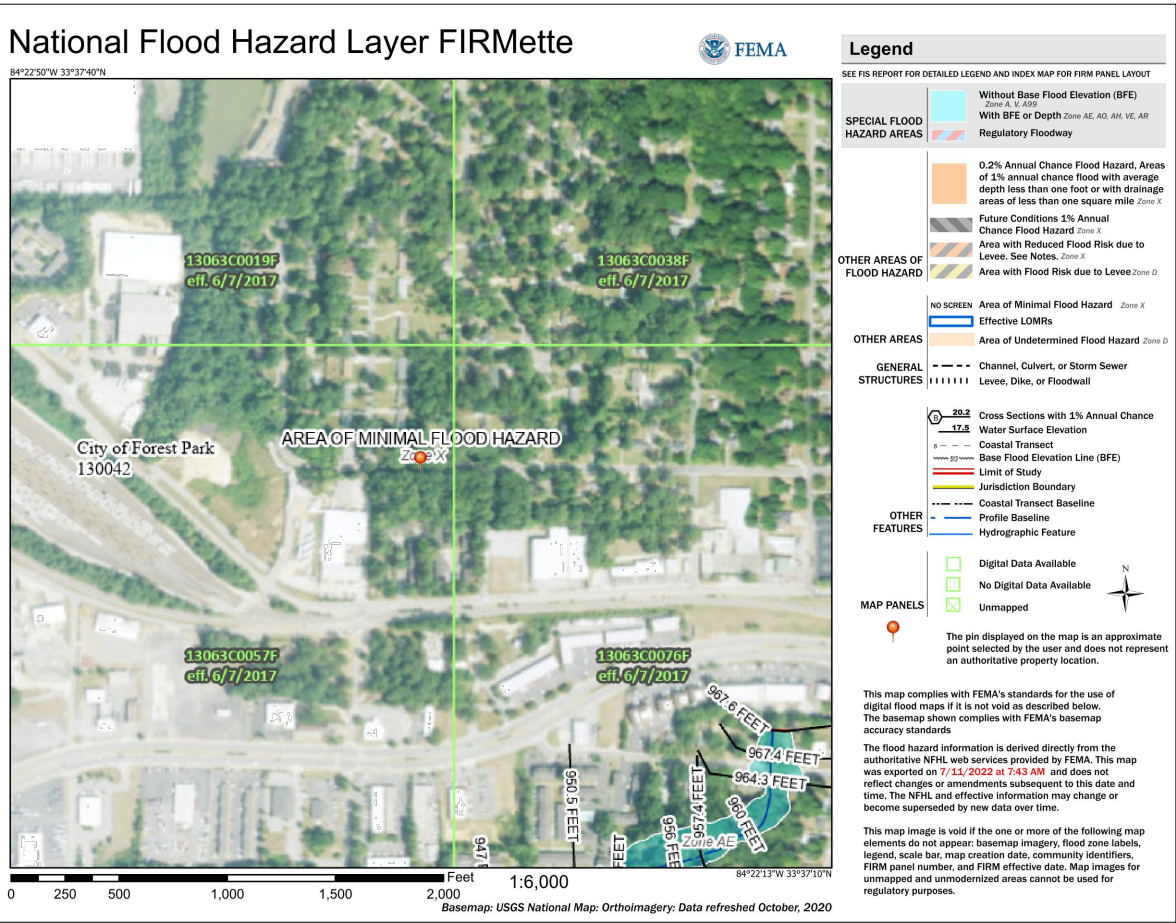 National Flood Hazard Layer FIRMette
FEMA
84°22'50"W 33°37'40"N
13063C0019F
eff. 6/7/2017
13063C0038F
eff. 6/7/2017
City of Forest Park
130042
AREA OF MINIMAL FLOOD HAZARD
Zone X
13063C0057F
eff. 6/7/2017
13063C0076F
eff. 6/7/2017
967.6 FEET
967.4 FEET
964.3 FEET
960 FEET
957.4 FEET
950.5 FEET
Zone AE
FEET
84°22'13"W 33°37'10"N
0 250 500 1,000 1,500 2,000
Feet
1:6,000
Basemap: USGS National Map: Orthoimagery: Data refreshed October, 2020
Legend
SEE FIS REPORT FOR DETAILED LEGEND AND INDEX MAP FOR FIRM PANEL LAYOUT
SPECIAL FLOOD
HAZARD AREAS
Without Base Flood Elevation (BFE)
Zone A, V, A99
With BFE or Depth Zone AE, AO, AH, VE, AR
Regulatory Floodway
OTHER AREAS OF
FLOOD HAZARD
0.2% Annual Chance Flood Hazard, Areas
of 1% annual chance flood with average
depth less than one foot or with drainage
areas of less than one square mile Zone X
Future Conditions 1% Annual
Chance Flood Hazard Zone X
Area with Reduced Flood Risk due to
Levee. See Notes. Zone X
Area with Flood Risk due to Levee Zone D
OTHER AREAS
NO SCREEN Area of Minimal Flood Hazard Zone X
Effective LOMRs
Area of Undetermined Flood Hazard Zone D
GENERAL
STRUCTURES
Channel, Culvert, or Storm Sewer
Levee, Dike, or Floodwall
OTHER
FEATURES
B 20.2 Cross Sections with 1% Annual Chance
17.5 Water Surface Elevation
8 Coastal Transect
513 Base Flood Elevation Line (BFE)
Limit of Study
Jurisdiction Boundary
Coastal Transect Baseline
Profile Baseline
Hydrographic Feature
MAP PANELS
Digital Data Available
No Digital Data Available
Unmapped
N
The pin displayed on the map is an approximate
point selected by the user and does not represent
an authoritative property location.
This map complies with FEMA's standards for the use of
digital flood maps if it is not void as described below.
The basemap shown complies with FEMA's basemap
accuracy standards
The flood hazard information is derived directly from the
authoritative NFHL web services provided by FEMA. This map
was exported on 7/11/2022 at 7:43 AM and does not
reflect changes or amendments subsequent to this date and
time. The NFHL and effective information may change or
become superseded by new data over time.
This map image is void if the one or more of the following map
elements do not appear: basemap imagery, flood zone labels,
legend, scale bar, map creation date, community identifiers,
FIRM panel number, and FIRM effective date. Map images for
unmapped and unmodernized areas cannot be used for
regulatory purposes.